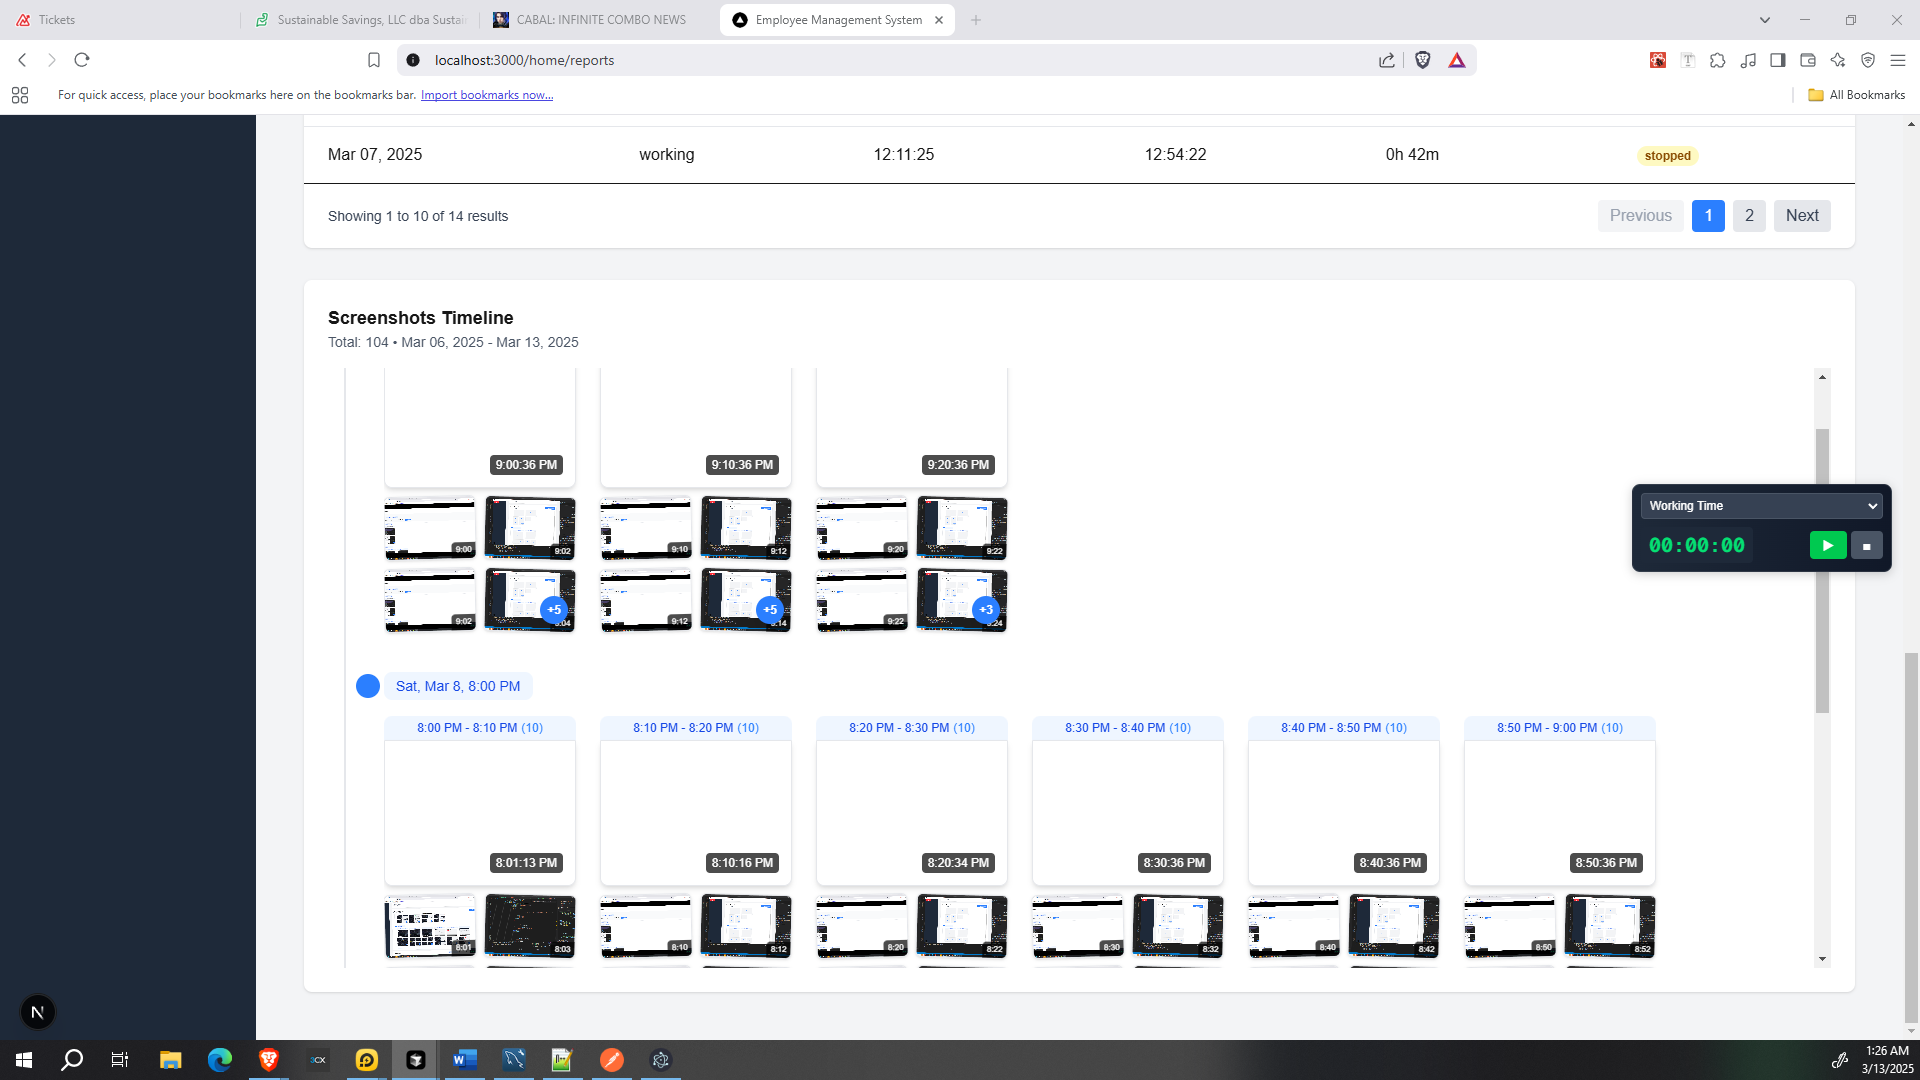 Tickets
Sustainable Savings, LLC dba Sustai
CABAL: INFINITE COMBO NEWS
Employee Management System
localhost:3000/home/reports
For quick access, place your bookmarks here on the bookmarks bar. Import bookmarks now...
All Bookmarks
Mar 07, 2025 working 12:11:25 12:54:22 0h 42m stopped
Showing 1 to 10 of 14 results
Previous 1 2 Next
Screenshots Timeline
Total: 104 • Mar 06, 2025 - Mar 13, 2025
9:00:36 PM 9:10:36 PM 9:20:36 PM
Working Time
00:00:00
9:00 9:02 9:10 9:12 9:20 9:22
+5 +5 +3
9:02 9:12 9:14 9:22
Sat, Mar 8, 8:00 PM
8:00 PM - 8:10 PM (10) 8:10 PM - 8:20 PM (10) 8:20 PM - 8:30 PM (10) 8:30 PM - 8:40 PM (10) 8:40 PM - 8:50 PM (10) 8:50 PM - 9:00 PM (10)
8:01:13 PM 8:10:16 PM 8:20:34 PM 8:30:36 PM 8:40:36 PM 8:50:36 PM
8:01 8:03 8:10 8:12 8:20 8:22 8:30 8:32 8:40 8:42 8:50 8:52
N
3CX
1:26 AM
3/13/2025